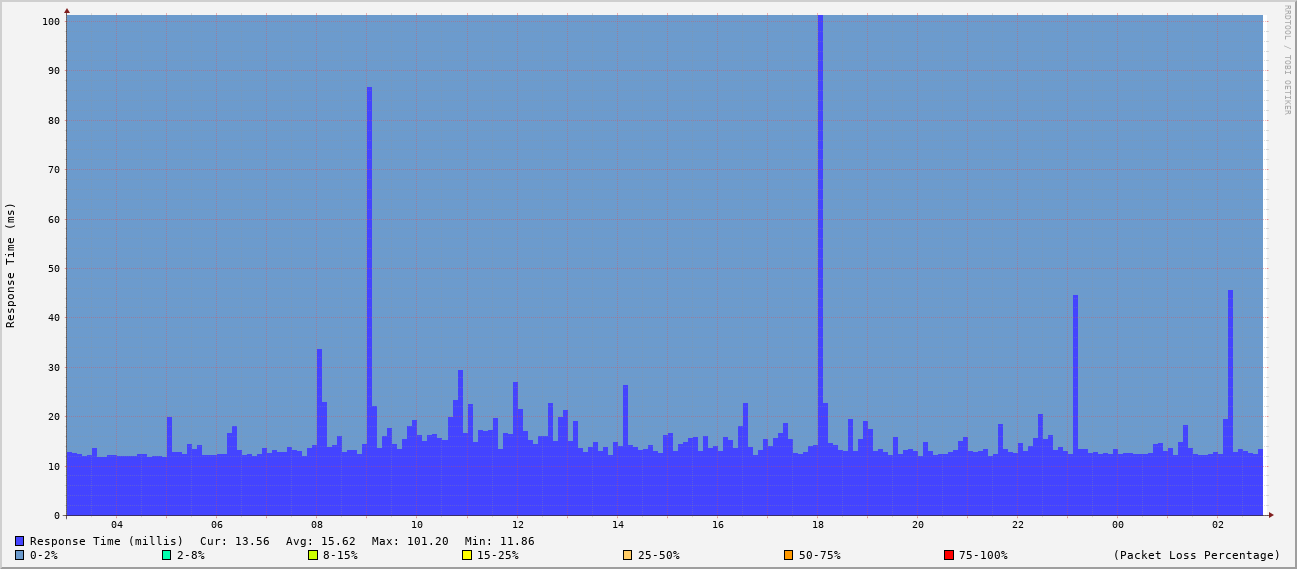 RRDTOOL / TOBI OETIKER
Response Time (ms)
100
90
80
70
60
50
40
30
20
10
0
04 06 08 10 12 14 16 18 20 22 00 02
Response Time (millis) Cur: 13.56 Avg: 15.62 Max: 101.20 Min: 11.86
0-2% 2-8% 8-15% 15-25% 25-50% 50-75% 75-100% (Packet Loss Percentage)